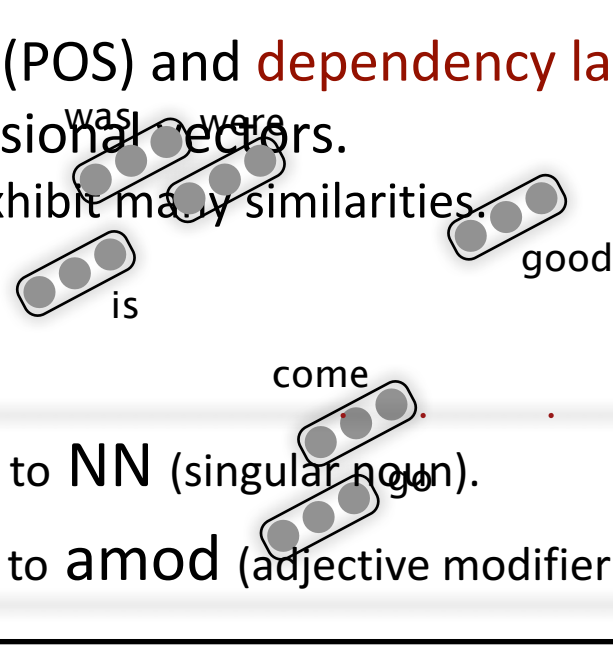 (POS) and dependency la
was were
sional vectors.
xhibit many similarities.
good
is
come
to NN (singular noun).
go
to amod (adjective modifier